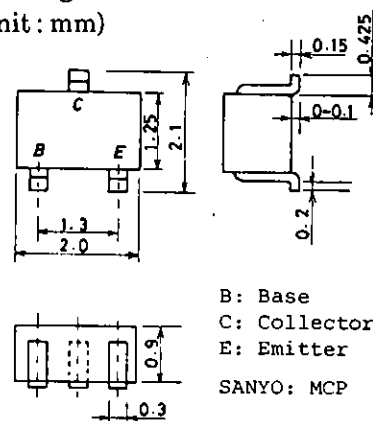 nit : mm)
C
B E
1.25
2.1
1.3
2.0
0.15
0.425
0-0.1
0.2
0.9
0.3
B: Base
C: Collector
E: Emitter
SANYO: MCP